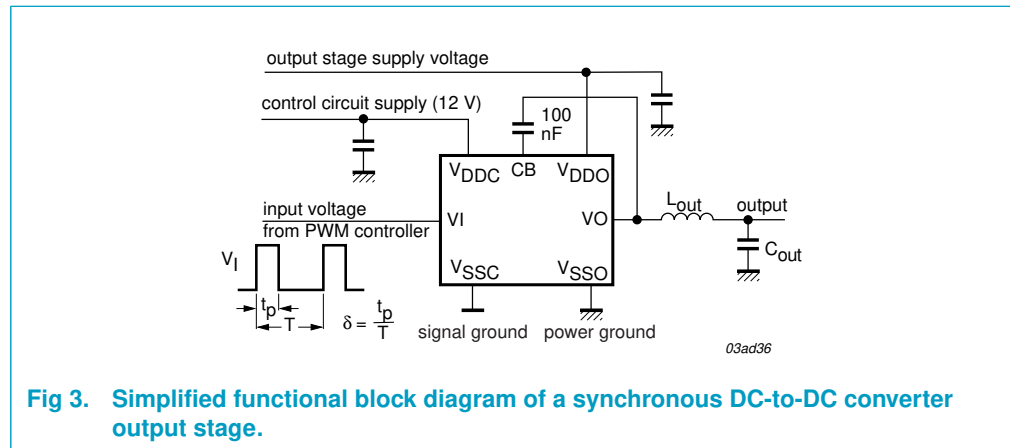 output stage supply voltage
control circuit supply (12 V)
100
nF
VDDC
CB
VDDO
input voltage
from PWM controller
VI
VO
Lout
output
Cout
VI
VSSC
VSSO
tp
T
δ = tp
T
signal ground
power ground
03ad36
Fig 3. Simplified functional block diagram of a synchronous DC-to-DC converter
output stage.